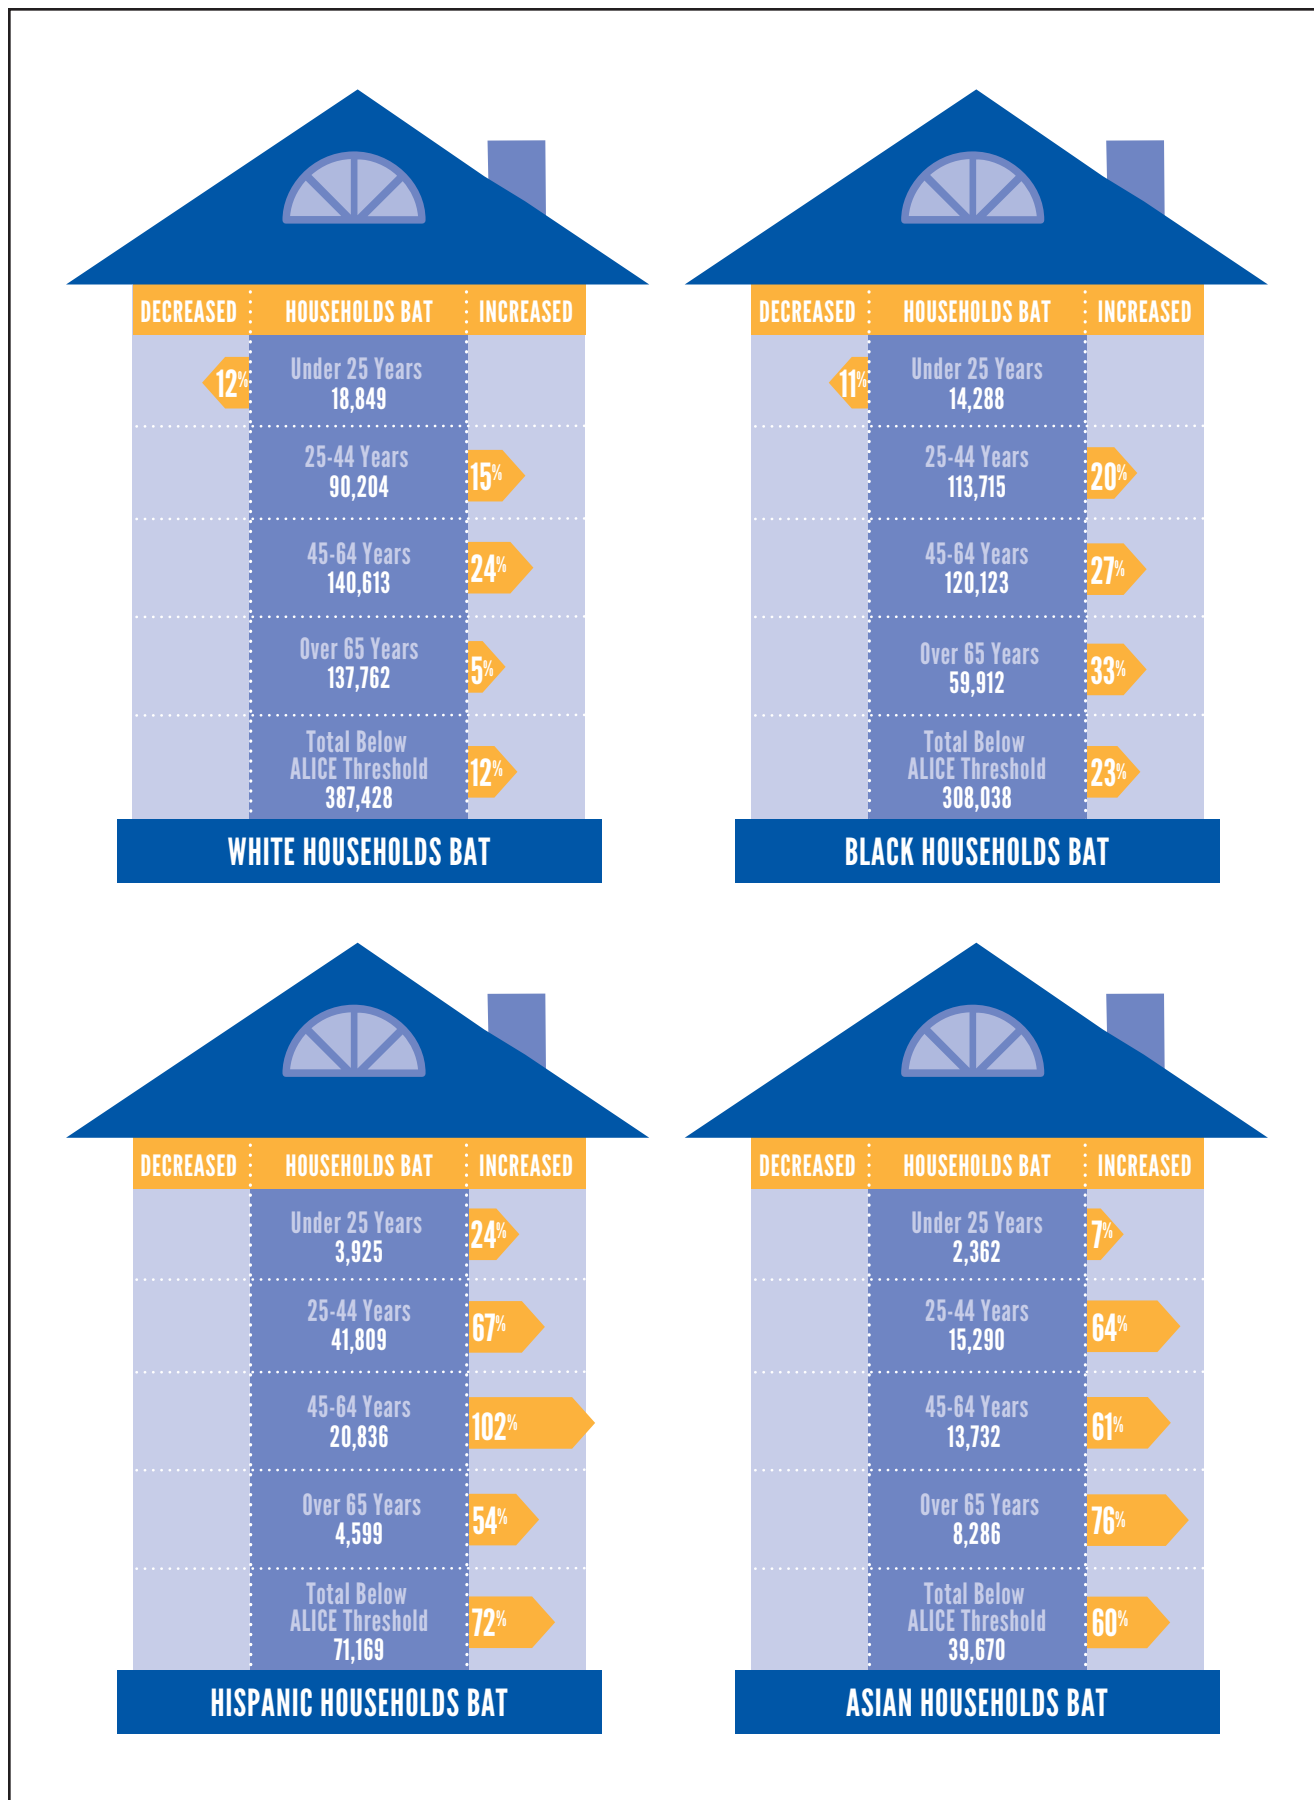 DECREASED HOUSEHOLDS BAT INCREASED
12% Under 25 Years
18,849
25-44 Years
90,204 15%
45-64 Years
140,613 24%
Over 65 Years
137,762 5%
Total Below
ALICE Threshold
387,428 12%
WHITE HOUSEHOLDS BAT
DECREASED HOUSEHOLDS BAT INCREASED
11% Under 25 Years
14,288
25-44 Years
113,715 20%
45-64 Years
120,123 27%
Over 65 Years
59,912 33%
Total Below
ALICE Threshold
308,038 23%
BLACK HOUSEHOLDS BAT
DECREASED HOUSEHOLDS BAT INCREASED
Under 25 Years
3,925 24%
25-44 Years
41,809 67%
45-64 Years
20,836 102%
Over 65 Years
4,599 54%
Total Below
ALICE Threshold
71,169 72%
HISPANIC HOUSEHOLDS BAT
DECREASED HOUSEHOLDS BAT INCREASED
Under 25 Years
2,362 7%
25-44 Years
15,290 64%
45-64 Years
13,732 61%
Over 65 Years
8,286 76%
Total Below
ALICE Threshold
39,670 60%
ASIAN HOUSEHOLDS BAT